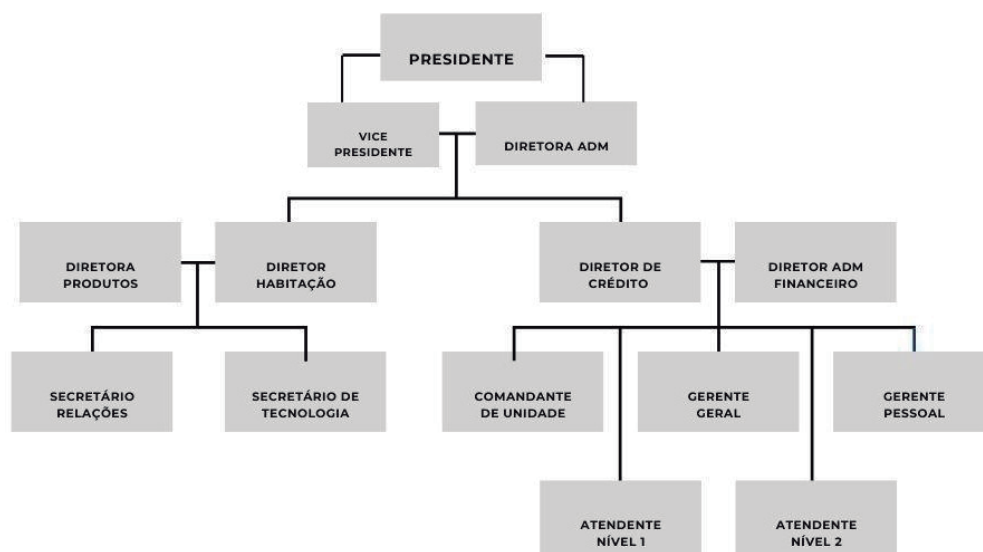 PRESIDENTE
VICE
PRESIDENTE
DIRETORA ADM
DIRETORA
PRODUTOS
DIRETOR
HABITAÇÃO
DIRETOR DE
CRÉDITO
DIRETOR ADM
FINANCEIRO
SECRETÁRIO
RELAÇÕES
SECRETÁRIO DE
TECNOLOGIA
COMANDANTE
DE UNIDADE
GERENTE
GERAL
GERENTE
PESSOAL
ATENDENTE
NÍVEL 1
ATENDENTE
NÍVEL 2